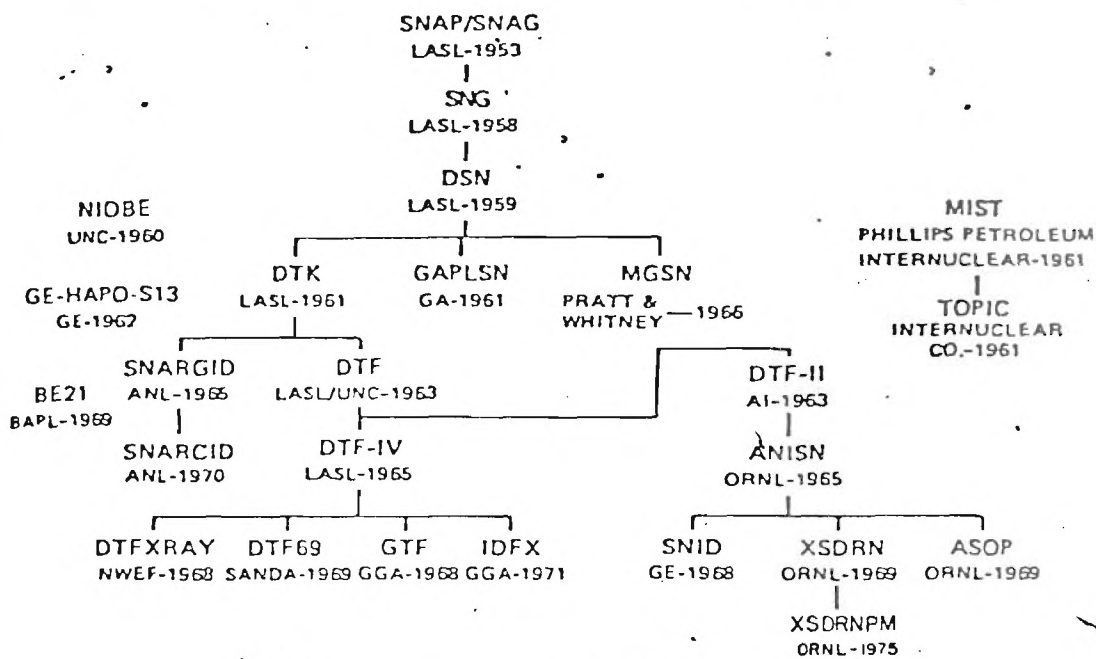 SNAP/SNAG
LASL-1953
SNG
LASL-1958
DSN
LASL-1959
NIOBE
UNC-1960
MIST
PHILLIPS PETROLEUM
INTERNUCLEAR-1961
DTK
LASL-1961
GAPLSN
GA-1961
MGSN
PRATT &
WHITNEY — 1966
GE-HAPO-S13
GE-1962
TOPIC
INTERNUCLEAR
CO.-1961
SNARGID
ANL-1965
DTF
LASL/UNC-1963
DTF-II
AI-1963
BE21
BAPL-1969
SNARCID
ANL-1970
DTF-IV
LASL-1965
ANISN
ORNL-1965
DTFXRAY
NWEF-1968
DTF69
SANDA-1969
GTF
GGA-1968
IDFX
GGA-1971
SNID
GE-1968
XSDRN
ORNL-1969
ASOP
ORNL-1969
XSDRNPM
ORNL-1975